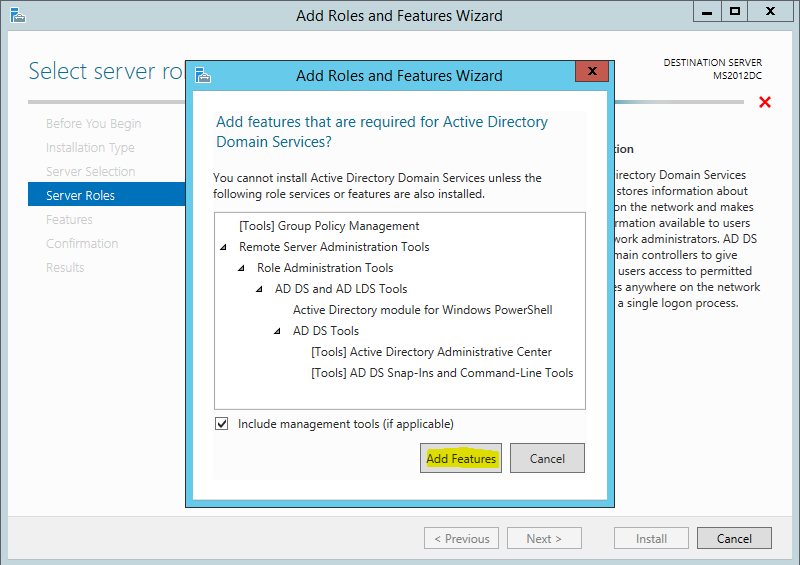 Add Roles and Features Wizard
Select server ro
DESTINATION SERVER
MS2012DC
Before You Begin
Installation Type
Server Selection
Server Roles
Features
Confirmation
Results
Add Roles and Features Wizard
Add features that are required for Active Directory
Domain Services?
You cannot install Active Directory Domain Services unless the
following role services or features are also installed.
[Tools] Group Policy Management
Remote Server Administration Tools
Role Administration Tools
AD DS and AD LDS Tools
Active Directory module for Windows PowerShell
AD DS Tools
[Tools] Active Directory Administrative Center
[Tools] AD DS Snap-Ins and Command-Line Tools
Include management tools (if applicable)
Add Features
Cancel
tion
irectory Domain Services
stores information about
on the network and makes
rmation available to users
work administrators. AD DS
main controllers to give
users access to permitted
es anywhere on the network
a single logon process.
< Previous
Next >
Install
Cancel